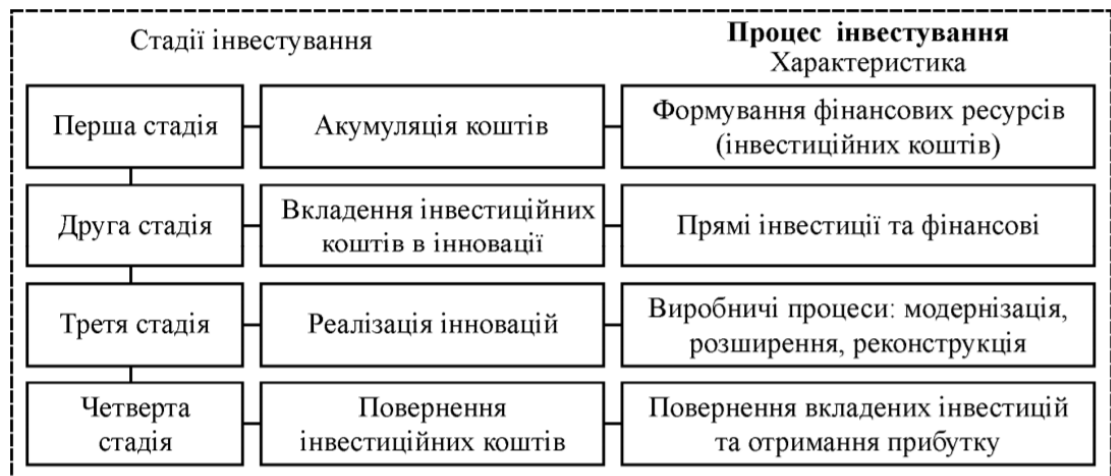 Стадії інвестування
Процес інвестування
Характеристика
Перша стадія
Акумуляція коштів
Формування фінансових ресурсів
(інвестиційних коштів)
Друга стадія
Вкладення інвестиційних
коштів в інновації
Прямі інвестиції та фінансові
Третя стадія
Реалізація інновацій
Виробничі процеси: модернізація,
розширення, реконструкція
Четверта
стадія
Повернення
інвестиційних коштів
Повернення вкладених інвестицій
та отримання прибутку